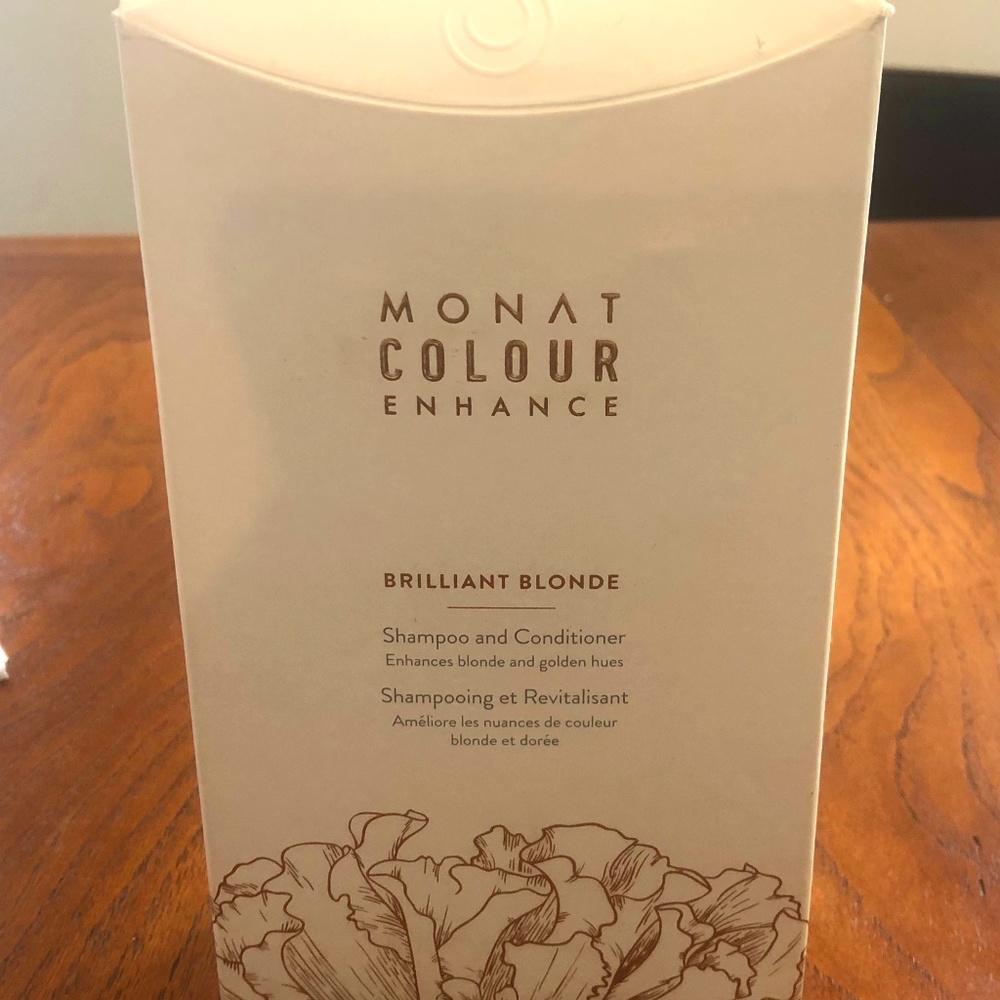 MONAT
COLOUR
ENHANCE
BRILLIANT BLONDE
Shampoo and Conditioner
Enhances blonde and golden hues
Shampooing et Revitalisant
Améliore les nuances de couleur
blonde et dorée